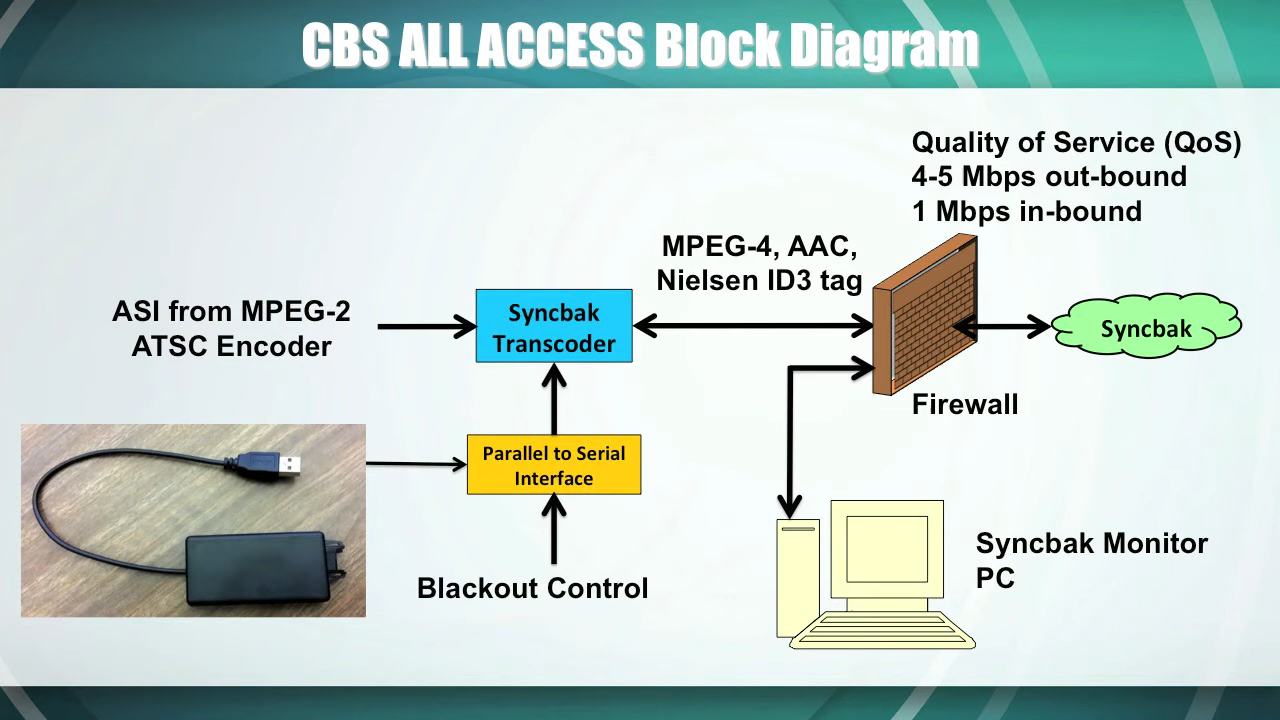 CBS ALL ACCESS Block Diagram
Quality of Service (QoS)
4-5 Mbps out-bound
1 Mbps in-bound
MPEG-4, AAC,
Nielsen ID3 tag
ASI from MPEG-2
ATSC Encoder
Syncbak
Transcoder
Syncbak
Firewall
Parallel to Serial
Interface
Blackout Control
Syncbak Monitor
PC